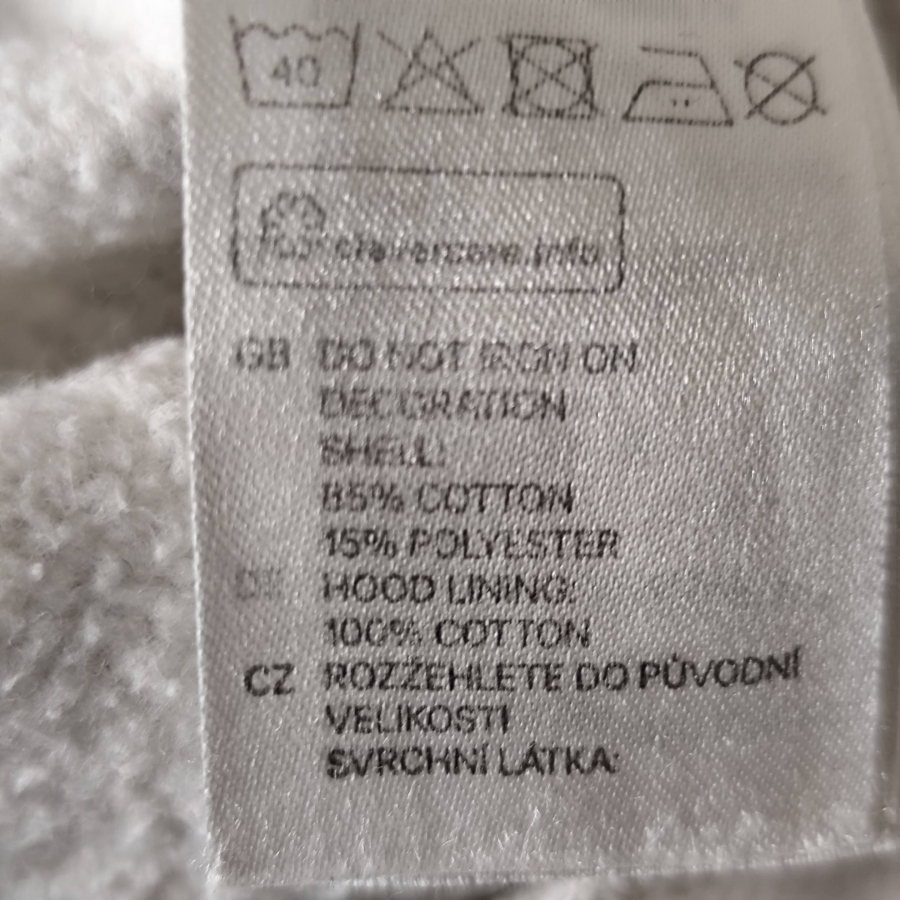 40
clevercare.info
GB DO NOT IRON ON
DECORATION
SHELL:
85% COTTON
15% POLYESTER
DE HOOD LINING:
100% COTTON
CZ ROZŽEHLETE DO PŮVODNÍ
VELIKOSTI
SVRCHNÍ LÁTKA: